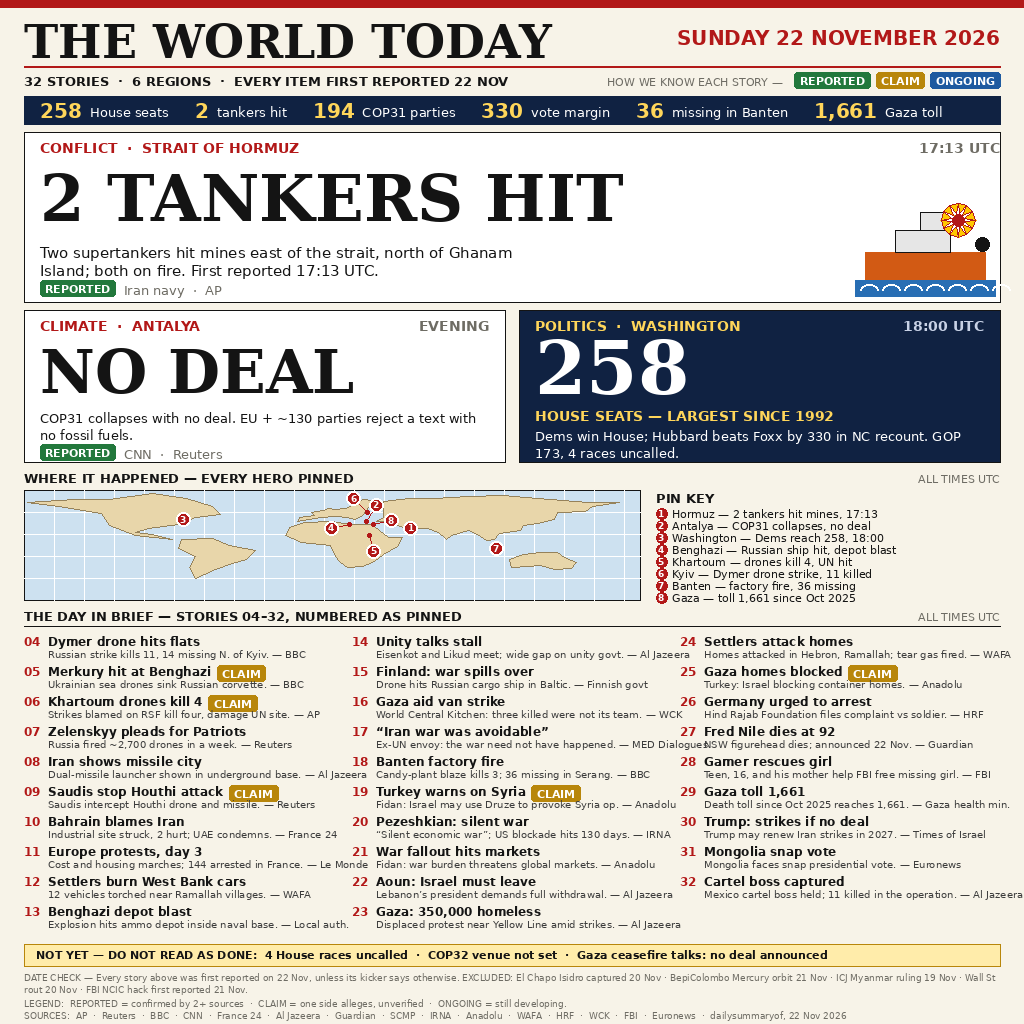 THE WORLD TODAY
SUNDAY 22 NOVEMBER 2026
32 STORIES · 6 REGIONS · EVERY ITEM FIRST REPORTED 22 NOV
HOW WE KNOW EACH STORY — REPORTED CLAIM ONGOING
258 House seats 2 tankers hit 194 COP31 parties 330 vote margin 36 missing in Banten 1,661 Gaza toll
CONFLICT · STRAIT OF HORMUZ
17:13 UTC
2 TANKERS HIT
Two supertankers hit mines east of the strait, north of Ghanam
Island; both on fire. First reported 17:13 UTC.
REPORTED Iran navy · AP
CLIMATE · ANTALYA
EVENING
NO DEAL
COP31 collapses with no deal. EU + ~130 parties reject a text with
no fossil fuels.
REPORTED CNN · Reuters
POLITICS · WASHINGTON
18:00 UTC
258
HOUSE SEATS — LARGEST SINCE 1992
Dems win House; Hubbard beats Foxx by 330 in NC recount. GOP
173, 4 races uncalled.
WHERE IT HAPPENED — EVERY HERO PINNED
ALL TIMES UTC
6
2
3
8
4
1
5
7
PIN KEY
1 Hormuz — 2 tankers hit mines, 17:13
2 Antalya — COP31 collapses, no deal
3 Washington — Dems reach 258, 18:00
4 Benghazi — Russian ship hit, depot blast
5 Khartoum — drones kill 4, UN hit
6 Kyiv — Dymer drone strike, 11 killed
7 Banten — factory fire, 36 missing
8 Gaza — toll 1,661 since Oct 2025
THE DAY IN BRIEF — STORIES 04–32, NUMBERED AS PINNED
ALL TIMES UTC
04 Dymer drone hits flats
Russian strike kills 11, 14 missing N. of Kyiv. — BBC
05 Merkury hit at Benghazi CLAIM
Ukrainian sea drones sink Russian corvette. — BBC
06 Khartoum drones kill 4 CLAIM
Strikes blamed on RSF kill four, damage UN site. — AP
07 Zelenskyy pleads for Patriots
Russia fired ~2,700 drones in a week. — Reuters
08 Iran shows missile city
Dual-missile launcher shown in underground base. — Al Jazeera
09 Saudis stop Houthi attack CLAIM
Saudis intercept Houthi drone and missile. — Reuters
10 Bahrain blames Iran
Industrial site struck, 2 hurt; UAE condemns. — France 24
11 Europe protests, day 3
Cost and housing marches; 144 arrested in France. — Le Monde
12 Settlers burn West Bank cars
12 vehicles torched near Ramallah villages. — WAFA
13 Benghazi depot blast
Explosion hits ammo depot inside naval base. — Local auth.
14 Unity talks stall
Eisenkot and Likud meet; wide gap on unity govt. — Al Jazeera
15 Finland: war spills over
Drone hits Russian cargo ship in Baltic. — Finnish govt
16 Gaza aid van strike
World Central Kitchen: three killed were not its team. — WCK
17 “Iran war was avoidable”
Ex-UN envoy: the war need not have happened. — MED Dialogues
18 Banten factory fire
Candy-plant blaze kills 3; 36 missing in Serang. — BBC
19 Turkey warns on Syria CLAIM
Fidan: Israel may use Druze to provoke Syria op. — Anadolu
20 Pezeshkian: silent war
“Silent economic war”; US blockade hits 130 days. — IRNA
21 War fallout hits markets
Fidan: war burden threatens global markets. — Anadolu
22 Aoun: Israel must leave
Lebanon’s president demands full withdrawal. — Al Jazeera
23 Gaza: 350,000 homeless
Displaced protest near Yellow Line amid strikes. — Al Jazeera
24 Settlers attack homes
Homes attacked in Hebron, Ramallah; tear gas fired. — WAFA
25 Gaza homes blocked CLAIM
Turkey: Israel blocking container homes. — Anadolu
26 Germany urged to arrest
Hind Rajab Foundation files complaint vs soldier. — HRF
27 Fred Nile dies at 92
NSW figurehead dies; announced 22 Nov. — Guardian
28 Gamer rescues girl
Teen, 16, and his mother help FBI free missing girl. — FBI
29 Gaza toll 1,661
Death toll since Oct 2025 reaches 1,661. — Gaza health min.
30 Trump: strikes if no deal
Trump may renew Iran strikes in 2027. — Times of Israel
31 Mongolia snap vote
Mongolia faces snap presidential vote. — Euronews
32 Cartel boss captured
Mexico cartel boss held; 11 killed in the operation. — Al Jazeera
NOT YET — DO NOT READ AS DONE: 4 House races uncalled · COP32 venue not set · Gaza ceasefire talks: no deal announced
DATE CHECK — Every story above was first reported on 22 Nov, unless its kicker says otherwise. EXCLUDED: El Chapo Isidro captured 20 Nov · BepiColombo Mercury orbit 21 Nov · ICJ Myanmar ruling 19 Nov · Wall St
rout 20 Nov · FBI NCIC hack first reported 21 Nov.
LEGEND: REPORTED = confirmed by 2+ sources · CLAIM = one side alleges, unverified · ONGOING = still developing.
SOURCES: AP · Reuters · BBC · CNN · France 24 · Al Jazeera · Guardian · SCMP · IRNA · Anadolu · WAFA · HRF · WCK · FBI · Euronews · dailysummaryof, 22 Nov 2026